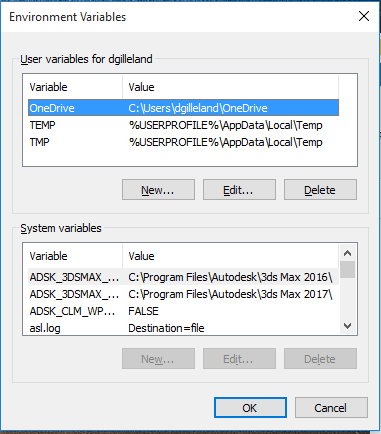 Environment Variables
User variables for dgilleland
Variable Value
OneDrive C:\Users\dgilleland\OneDrive
TEMP %USERPROFILE%\AppData\Local\Temp
TMP %USERPROFILE%\AppData\Local\Temp
New... Edit... Delete
System variables
Variable Value
ADSK_3DSMAX_... C:\Program Files\Autodesk\3ds Max 2016\
ADSK_3DSMAX_... C:\Program Files\Autodesk\3ds Max 2017\
ADSK_CLM_WP... FALSE
asl.log Destination=file
New... Edit... Delete
OK Cancel